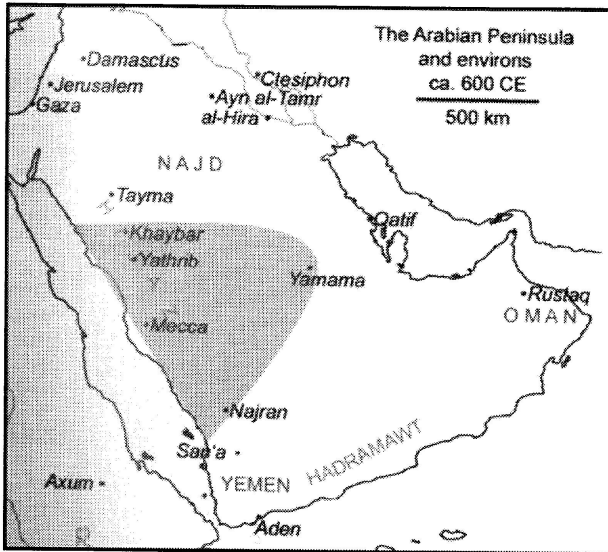 The Arabian Peninsula
and environs
ca. 600 CE
500 km
Damascus
Jerusalem
Gaza
Ctesiphon
Ayn al-Tamr
al-Hira
NAJD
Tayma
Khaybar
Yathrib
Mecca
Yamama
Qatif
Rustaq
OMAN
Najran
San'a
YEMEN
HADRAMAWT
Axum
Aden